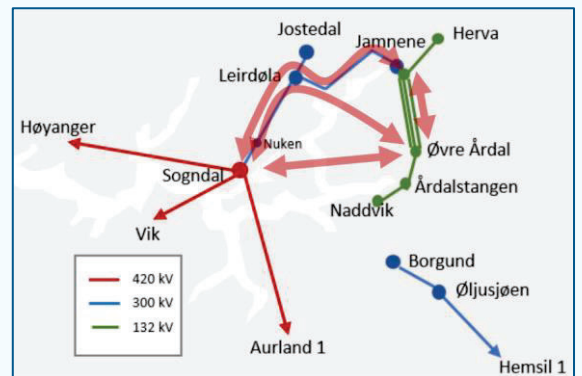 Jostedal
Jamnene
Herva
Leirdøla
Høyanger
Nuken
Øvre Årdal
Sogndal
Årdalstangen
Naddvik
Vik
Borgund
420 kV
300 kV
132 kV
Øljusjøen
Aurland 1
Hemsil 1